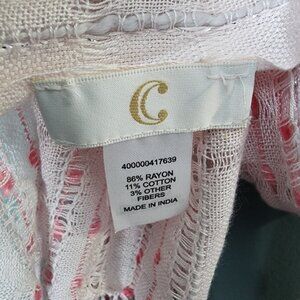 C
400000417639
86% RAYON
11% COTTON
3% OTHER
FIBERS
MADE IN INDIA